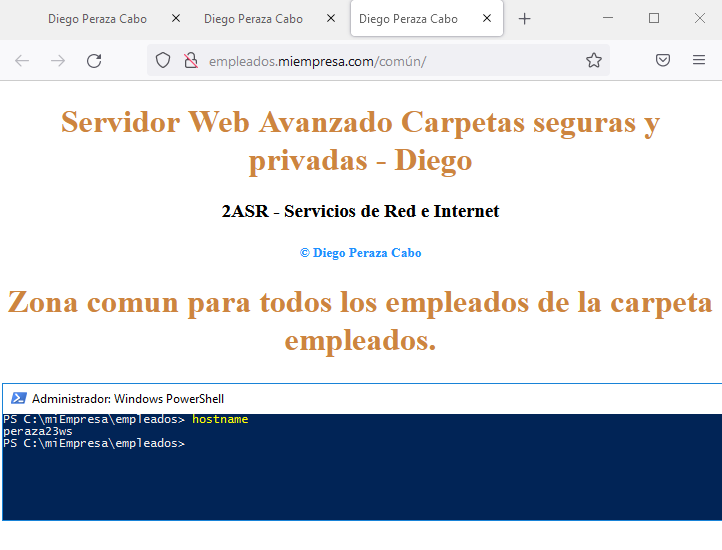 Diego Peraza Cabo
Diego Peraza Cabo
Diego Peraza Cabo
empleados.miempresa.com/común/
Servidor Web Avanzado Carpetas seguras y
privadas - Diego
2ASR - Servicios de Red e Internet
© Diego Peraza Cabo
Zona comun para todos los empleados de la carpeta
empleados.
Administrador: Windows PowerShell
PS C:\miEmpresa\empleados> hostname
peraza23ws
PS C:\miEmpresa\empleados>